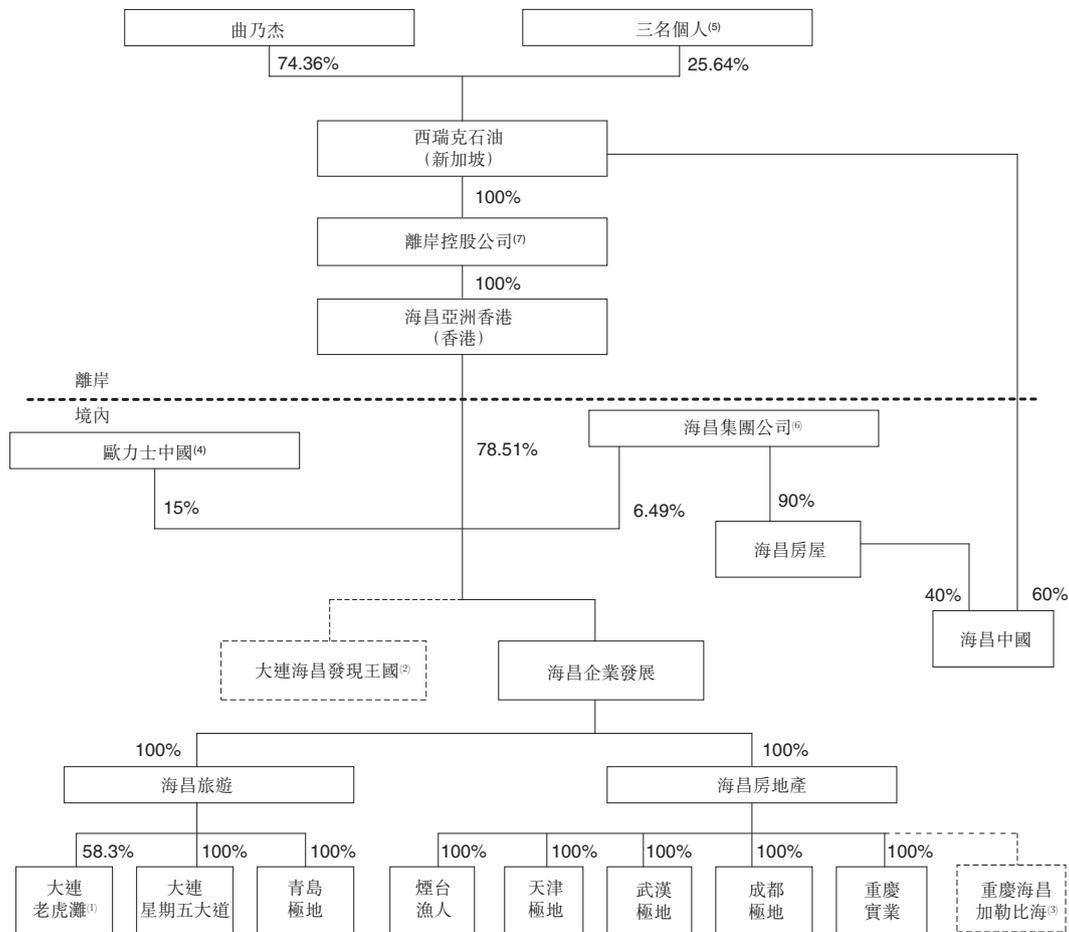 曲乃杰
三名個人(5)
74.36%
25.64%
西瑞克石油
(新加坡)
100%
離岸控股公司(7)
100%
海昌亞洲香港
(香港)
離岸
境內
歐力士中國(4)
海昌集團公司(6)
78.51%
15%
6.49%
90%
海昌房屋
40%
60%
海昌中國
大連海昌發現王國(2)
海昌企業發展
100%
100%
海昌旅遊
海昌房地產
58.3%
100%
100%
100%
100%
100%
100%
100%
大連
老虎灘(1)
大連
星期五大道
青島
極地
煙台
漁人
天津
極地
武漢
極地
成都
極地
重慶
實業
重慶海昌
加勒比海(3)